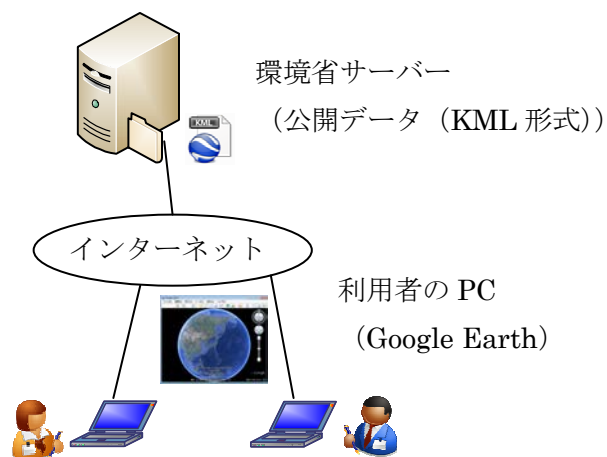 環境省サーバー
（公開データ（KML 形式））
KML
インターネット
利用者の PC
（Google Earth）